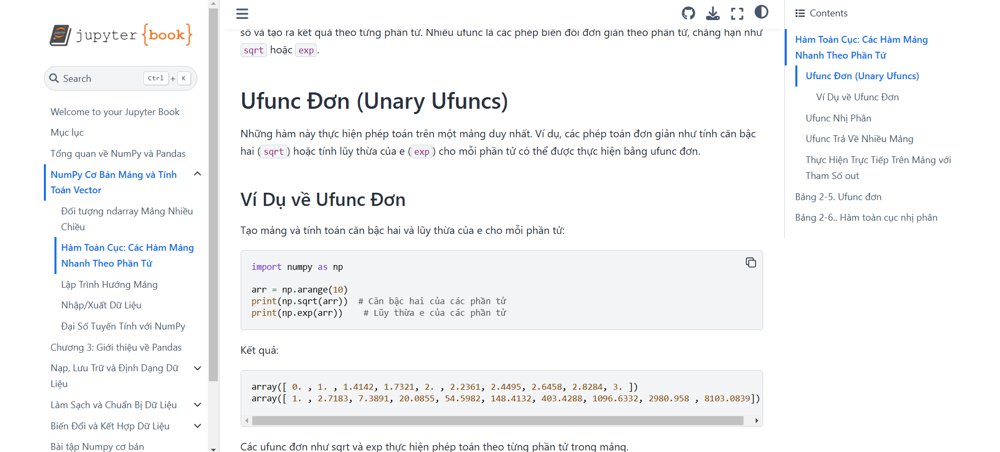 jupyter {book}
Search Ctrl + K
Welcome to your Jupyter Book
Mục lục
Tổng quan về NumPy và Pandas
NumPy Cơ Bản Mảng và Tính
Toán Vector
Đối tượng ndarray Mảng Nhiều
Chiều
Hàm Toàn Cục: Các Hàm Mảng
Nhanh Theo Phần Tử
Lập Trình Hướng Mảng
Nhập/Xuất Dữ Liệu
Đại Số Tuyến Tính với NumPy
Chương 3: Giới thiệu về Pandas
Nạp, Lưu Trữ và Định Dạng Dữ
Liệu
Làm Sạch và Chuẩn Bị Dữ Liệu
Biến Đổi và Kết Hợp Dữ Liệu
Bài tập Numpy cơ bản
số và tạo ra kết quả theo từng phần tử. Nhiều ufunc là các phép biến đổi đơn giản theo phần tử, chẳng hạn như
sqrt hoặc exp.
Ufunc Đơn (Unary Ufuncs)
Những hàm này thực hiện phép toán trên một mảng duy nhất. Ví dụ, các phép toán đơn giản như tính căn bậc
hai (sqrt) hoặc tính lũy thừa của e (exp) cho mỗi phần tử có thể được thực hiện bằng ufunc đơn.
Ví Dụ về Ufunc Đơn
Tạo mảng và tính toán căn bậc hai và lũy thừa của e cho mỗi phần tử:
import numpy as np
arr = np.arange(10)
print(np.sqrt(arr))  # Căn bậc hai của các phần tử
print(np.exp(arr))    # Lũy thừa e của các phần tử
Kết quả:
array([ 0. , 1. , 1.4142, 1.7321, 2. , 2.2361, 2.4495, 2.6458, 2.8284, 3. ])
array([ 1. , 2.7183, 7.3891, 20.0855, 54.5982, 148.4132, 403.4288, 1096.6332, 2980.958 , 8103.0839])
Các ufunc đơn như sqrt và exp thực hiện phép toán theo từng phần tử trong mảng.
Contents
Hàm Toàn Cục: Các Hàm Mảng
Nhanh Theo Phần Tử
Ufunc Đơn (Unary Ufuncs)
Ví Dụ về Ufunc Đơn
Ufunc Nhị Phân
Ufunc Trả Về Nhiều Mảng
Thực Hiện Trực Tiếp Trên Mảng với
Tham Số out
Bảng 2-5. Ufunc đơn
Bảng 2-6.. Hàm toàn cục nhị phân